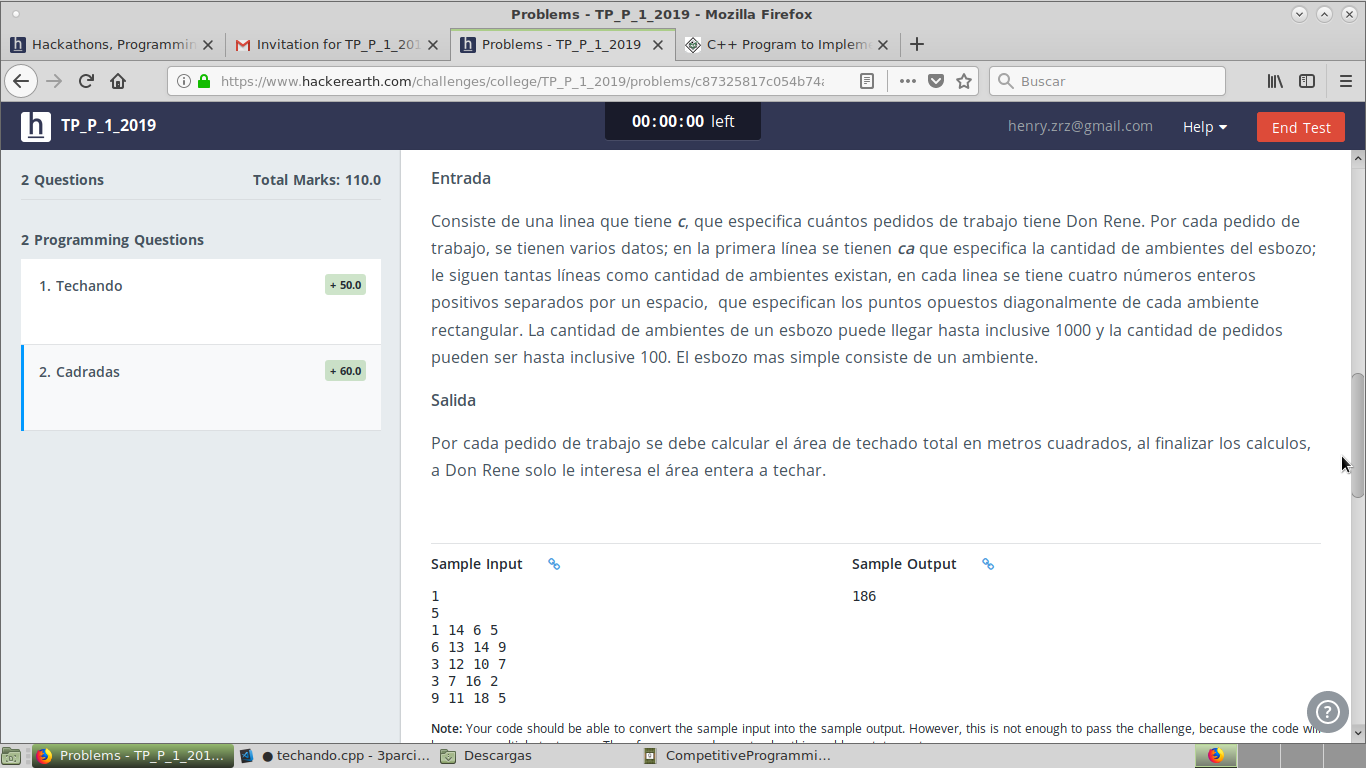 Problems - TP_P_1_2019 - Mozilla Firefox
Hackathons, Programmin
Invitation for TP_P_1_201
Problems - TP_P_1_2019
C++ Program to Implem
https://www.hackerearth.com/challenges/college/TP_P_1_2019/problems/c87325817c054b74
Buscar
h TP_P_1_2019
00:00:00 left
henry.zrz@gmail.com
Help
End Test
2 Questions
Total Marks: 110.0
2 Programming Questions
1. Techando
+ 50.0
2. Cadradas
+ 60.0
Entrada
Consiste de una linea que tiene c, que especifica cuántos pedidos de trabajo tiene Don Rene. Por cada pedido de
trabajo, se tienen varios datos; en la primera línea se tienen ca que especifica la cantidad de ambientes del esbozo;
le siguen tantas líneas como cantidad de ambientes existan, en cada linea se tiene cuatro números enteros
positivos separados por un espacio, que especifican los puntos opuestos diagonalmente de cada ambiente
rectangular. La cantidad de ambientes de un esbozo puede llegar hasta inclusive 1000 y la cantidad de pedidos
pueden ser hasta inclusive 100. El esbozo mas simple consiste de un ambiente.
Salida
Por cada pedido de trabajo se debe calcular el área de techado total en metros cuadrados, al finalizar los calculos,
a Don Rene solo le interesa el área entera a techar.
Sample Input
Sample Output
1
186
5
1 14 6 5
6 13 14 9
3 12 10 7
3 7 16 2
9 11 18 5
Note: Your code should be able to convert the sample input into the sample output. However, this is not enough to pass the challenge, because the code will
?
Problems - TP_P_1_201...
● techando.cpp - 3parci...
Descargas
CompetitiveProgrammi...